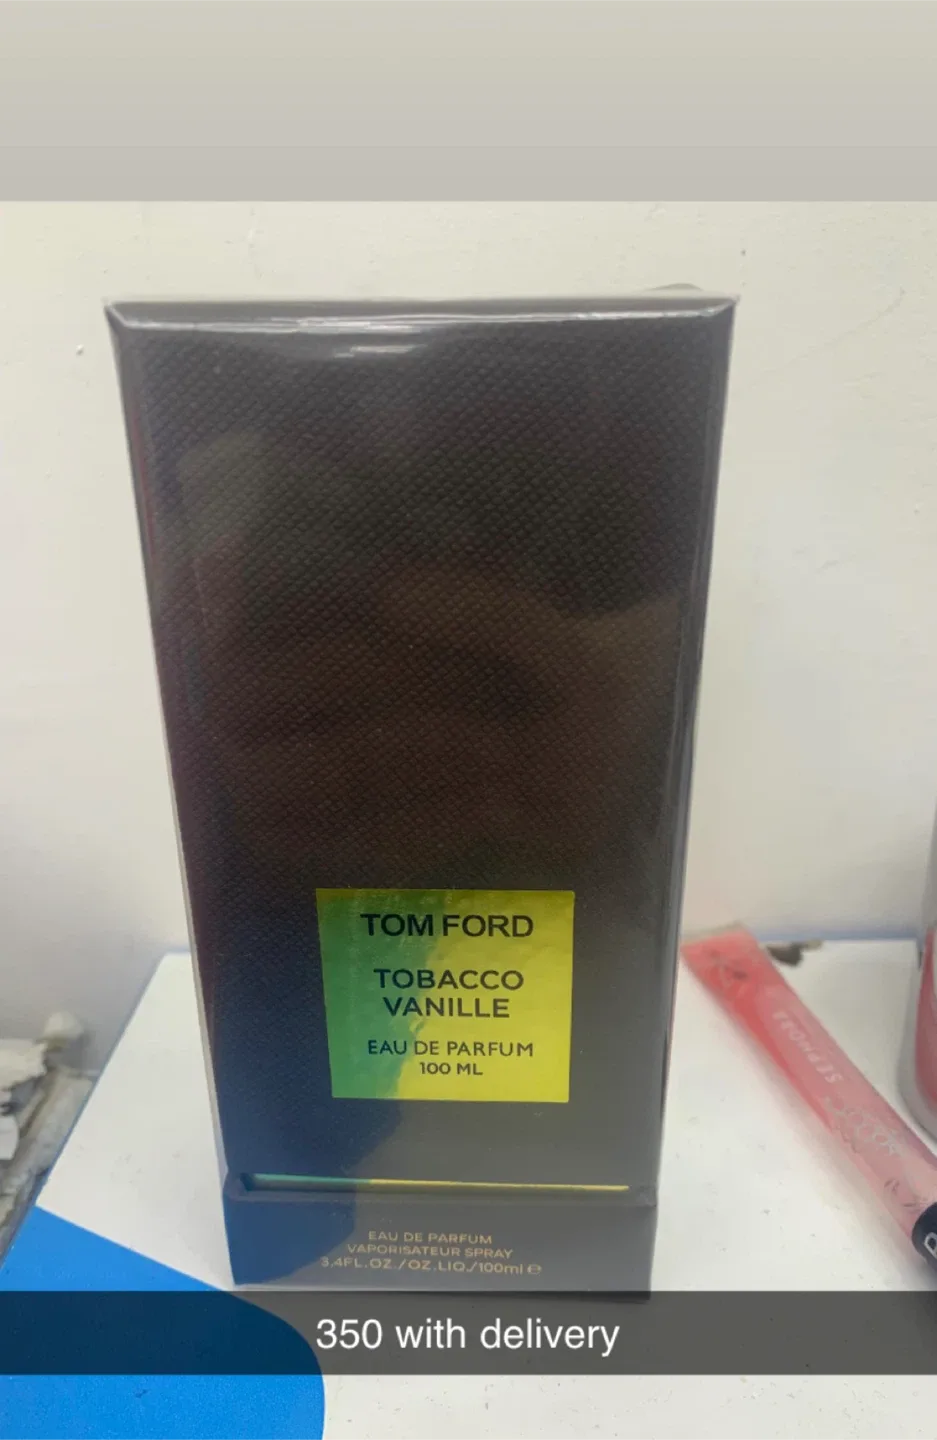 TOM FORD
TOBACCO
VANILLE
EAU DE PARFUM
100 ML
EAU DE PARFUM
VAPORISATEUR SPRAY
3.4FL.OZ./OZ.LIQ./100ml ℮
SEPHORA
350 with delivery